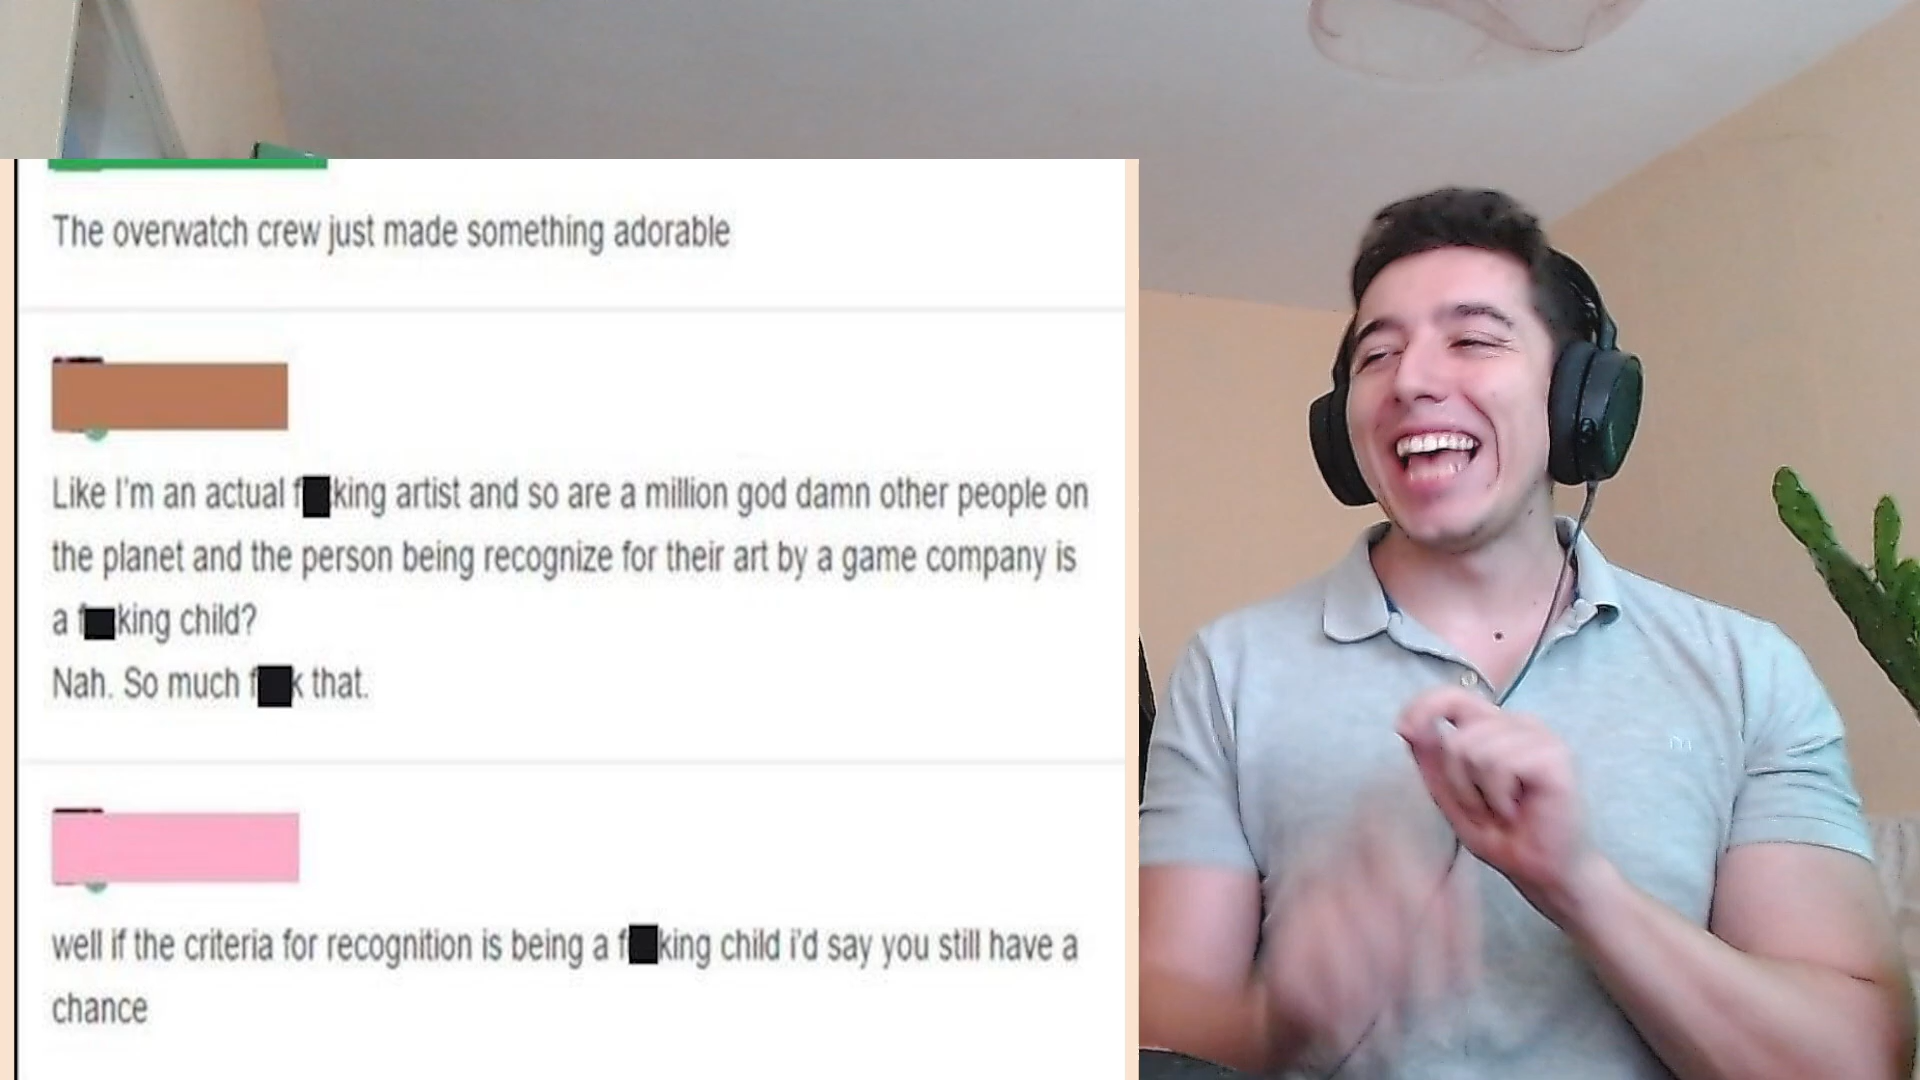 The overwatch crew just made something adorable
Like I'm an actual f■king artist and so are a million god damn other people on
the planet and the person being recognize for their art by a game company is
a f■king child?
Nah. So much f■k that.
well if the criteria for recognition is being a f■king child i'd say you still have a
chance